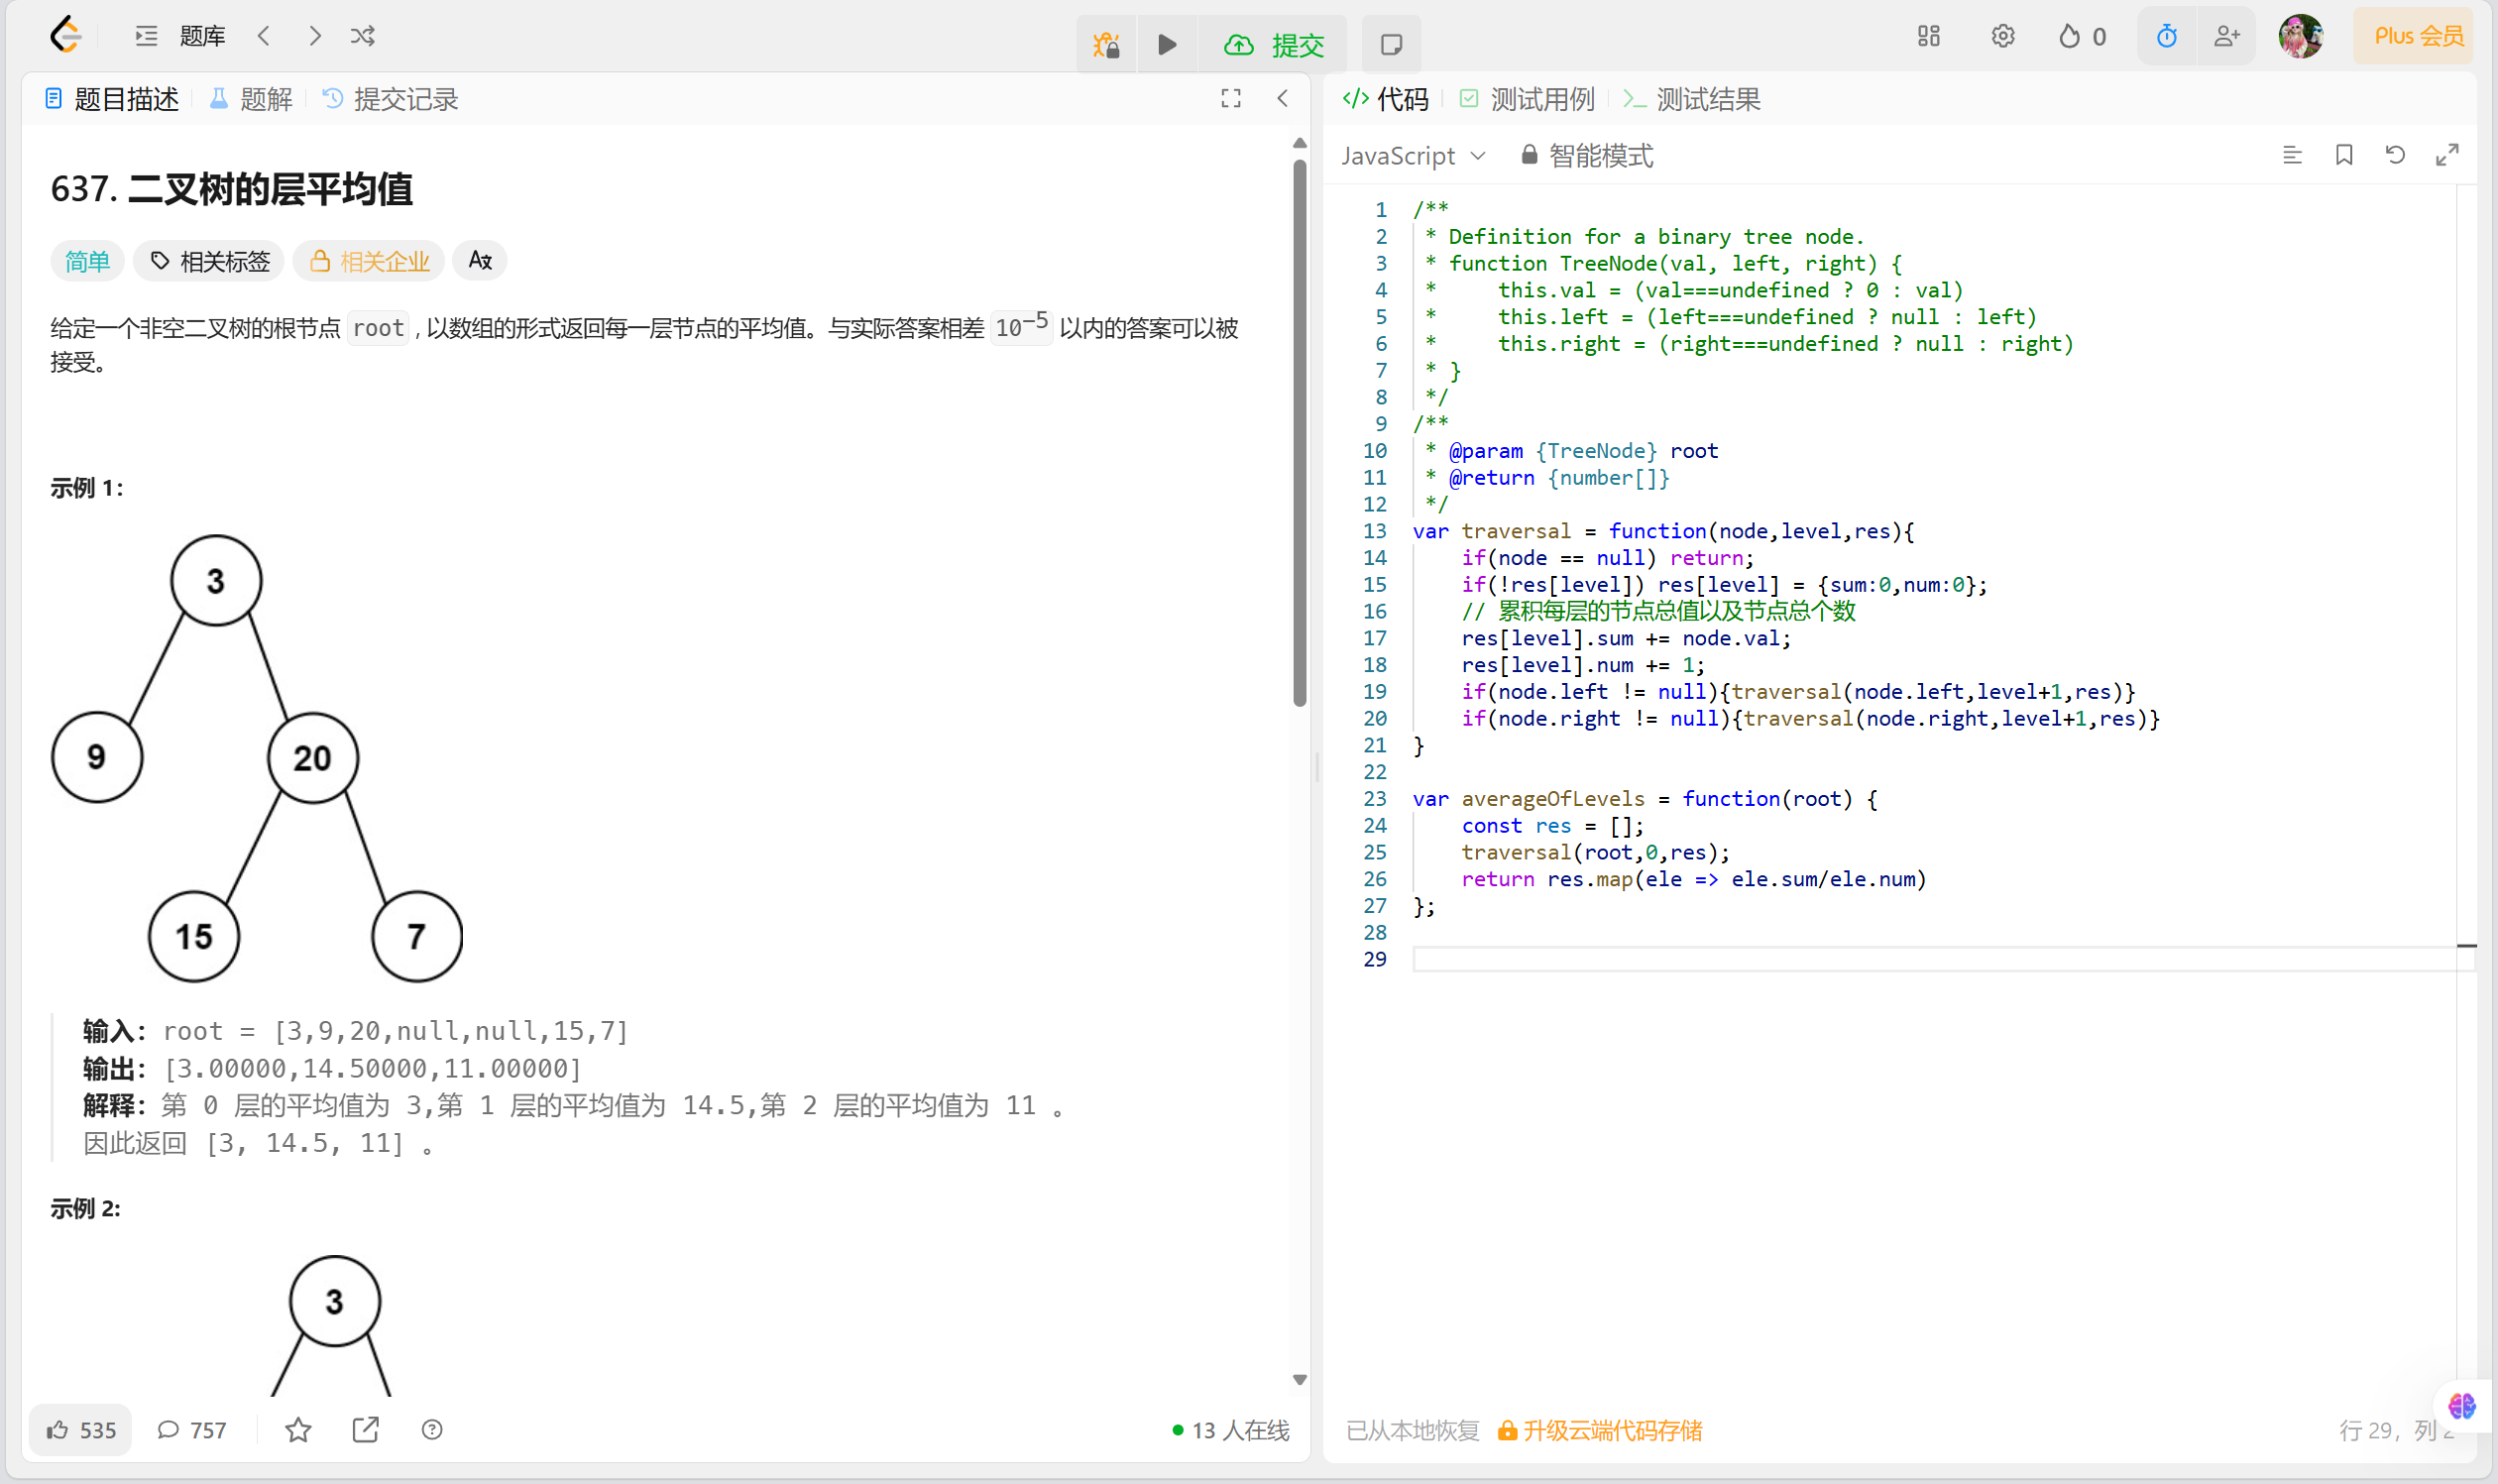 题库
提交
0
Plus 会员
题目描述
题解
提交记录
637. 二叉树的层平均值
简单
相关标签
相关企业
给定一个非空二叉树的根节点 root , 以数组的形式返回每一层节点的平均值。与实际答案相差 10⁻⁵ 以内的答案可以被
接受。
示例 1：
3
9
20
15
7
输入：root = [3,9,20,null,null,15,7]
输出：[3.00000,14.50000,11.00000]
解释：第 0 层的平均值为 3,第 1 层的平均值为 14.5,第 2 层的平均值为 11 。
因此返回 [3, 14.5, 11] 。
示例 2:
3
535
757
13 人在线
代码
测试用例
测试结果
JavaScript
智能模式
1 /**
2  * Definition for a binary tree node.
3  * function TreeNode(val, left, right) {
4  *     this.val = (val===undefined ? 0 : val)
5  *     this.left = (left===undefined ? null : left)
6  *     this.right = (right===undefined ? null : right)
7  * }
8  */
9 /**
10  * @param {TreeNode} root
11  * @return {number[]}
12  */
13 var traversal = function(node,level,res){
14     if(node == null) return;
15     if(!res[level]) res[level] = {sum:0,num:0};
16     // 累积每层的节点总值以及节点总个数
17     res[level].sum += node.val;
18     res[level].num += 1;
19     if(node.left != null){traversal(node.left,level+1,res)}
20     if(node.right != null){traversal(node.right,level+1,res)}
21 }
22
23 var averageOfLevels = function(root) {
24     const res = [];
25     traversal(root,0,res);
26     return res.map(ele => ele.sum/ele.num)
27 };
28
29
已从本地恢复
升级云端代码存储
行 29, 列 2